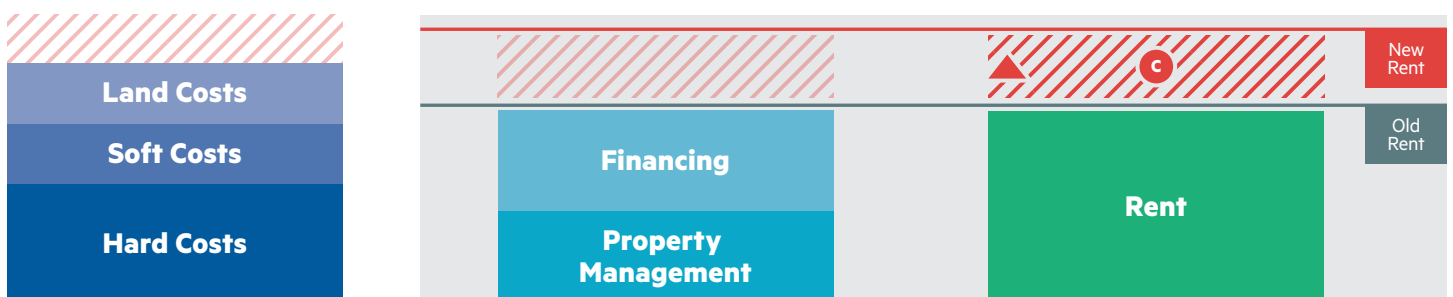 Land Costs
Soft Costs
Hard Costs
Financing
Property
Management
C
Rent
New
Rent
Old
Rent